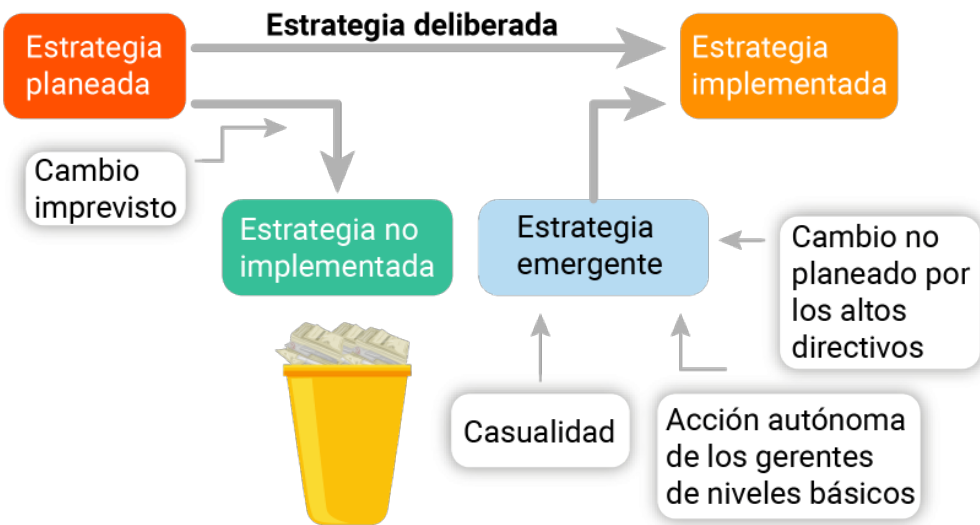 Estrategia deliberada
Estrategia
planeada
Estrategia
implementada
Cambio
imprevisto
Estrategia no
implementada
Estrategia
emergente
Cambio no
planeado por
los altos
directivos
Casualidad
Acción autónoma
de los gerentes
de niveles básicos